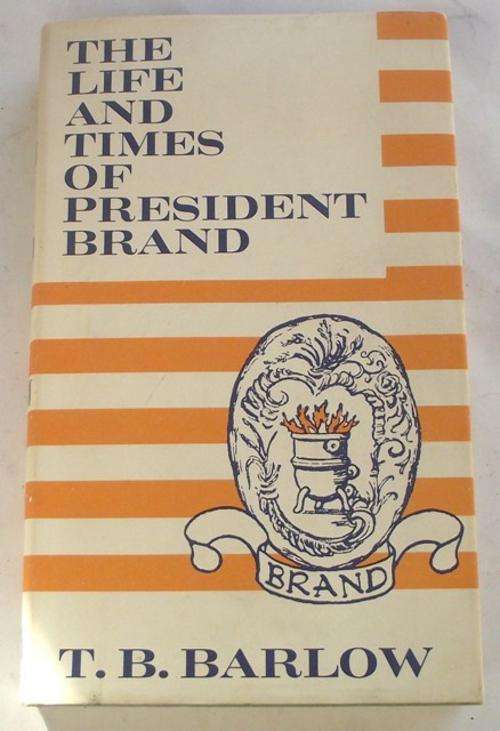 THE
LIFE
AND
TIMES
OF
PRESIDENT
BRAND
BRAND
T. B. BARLOW